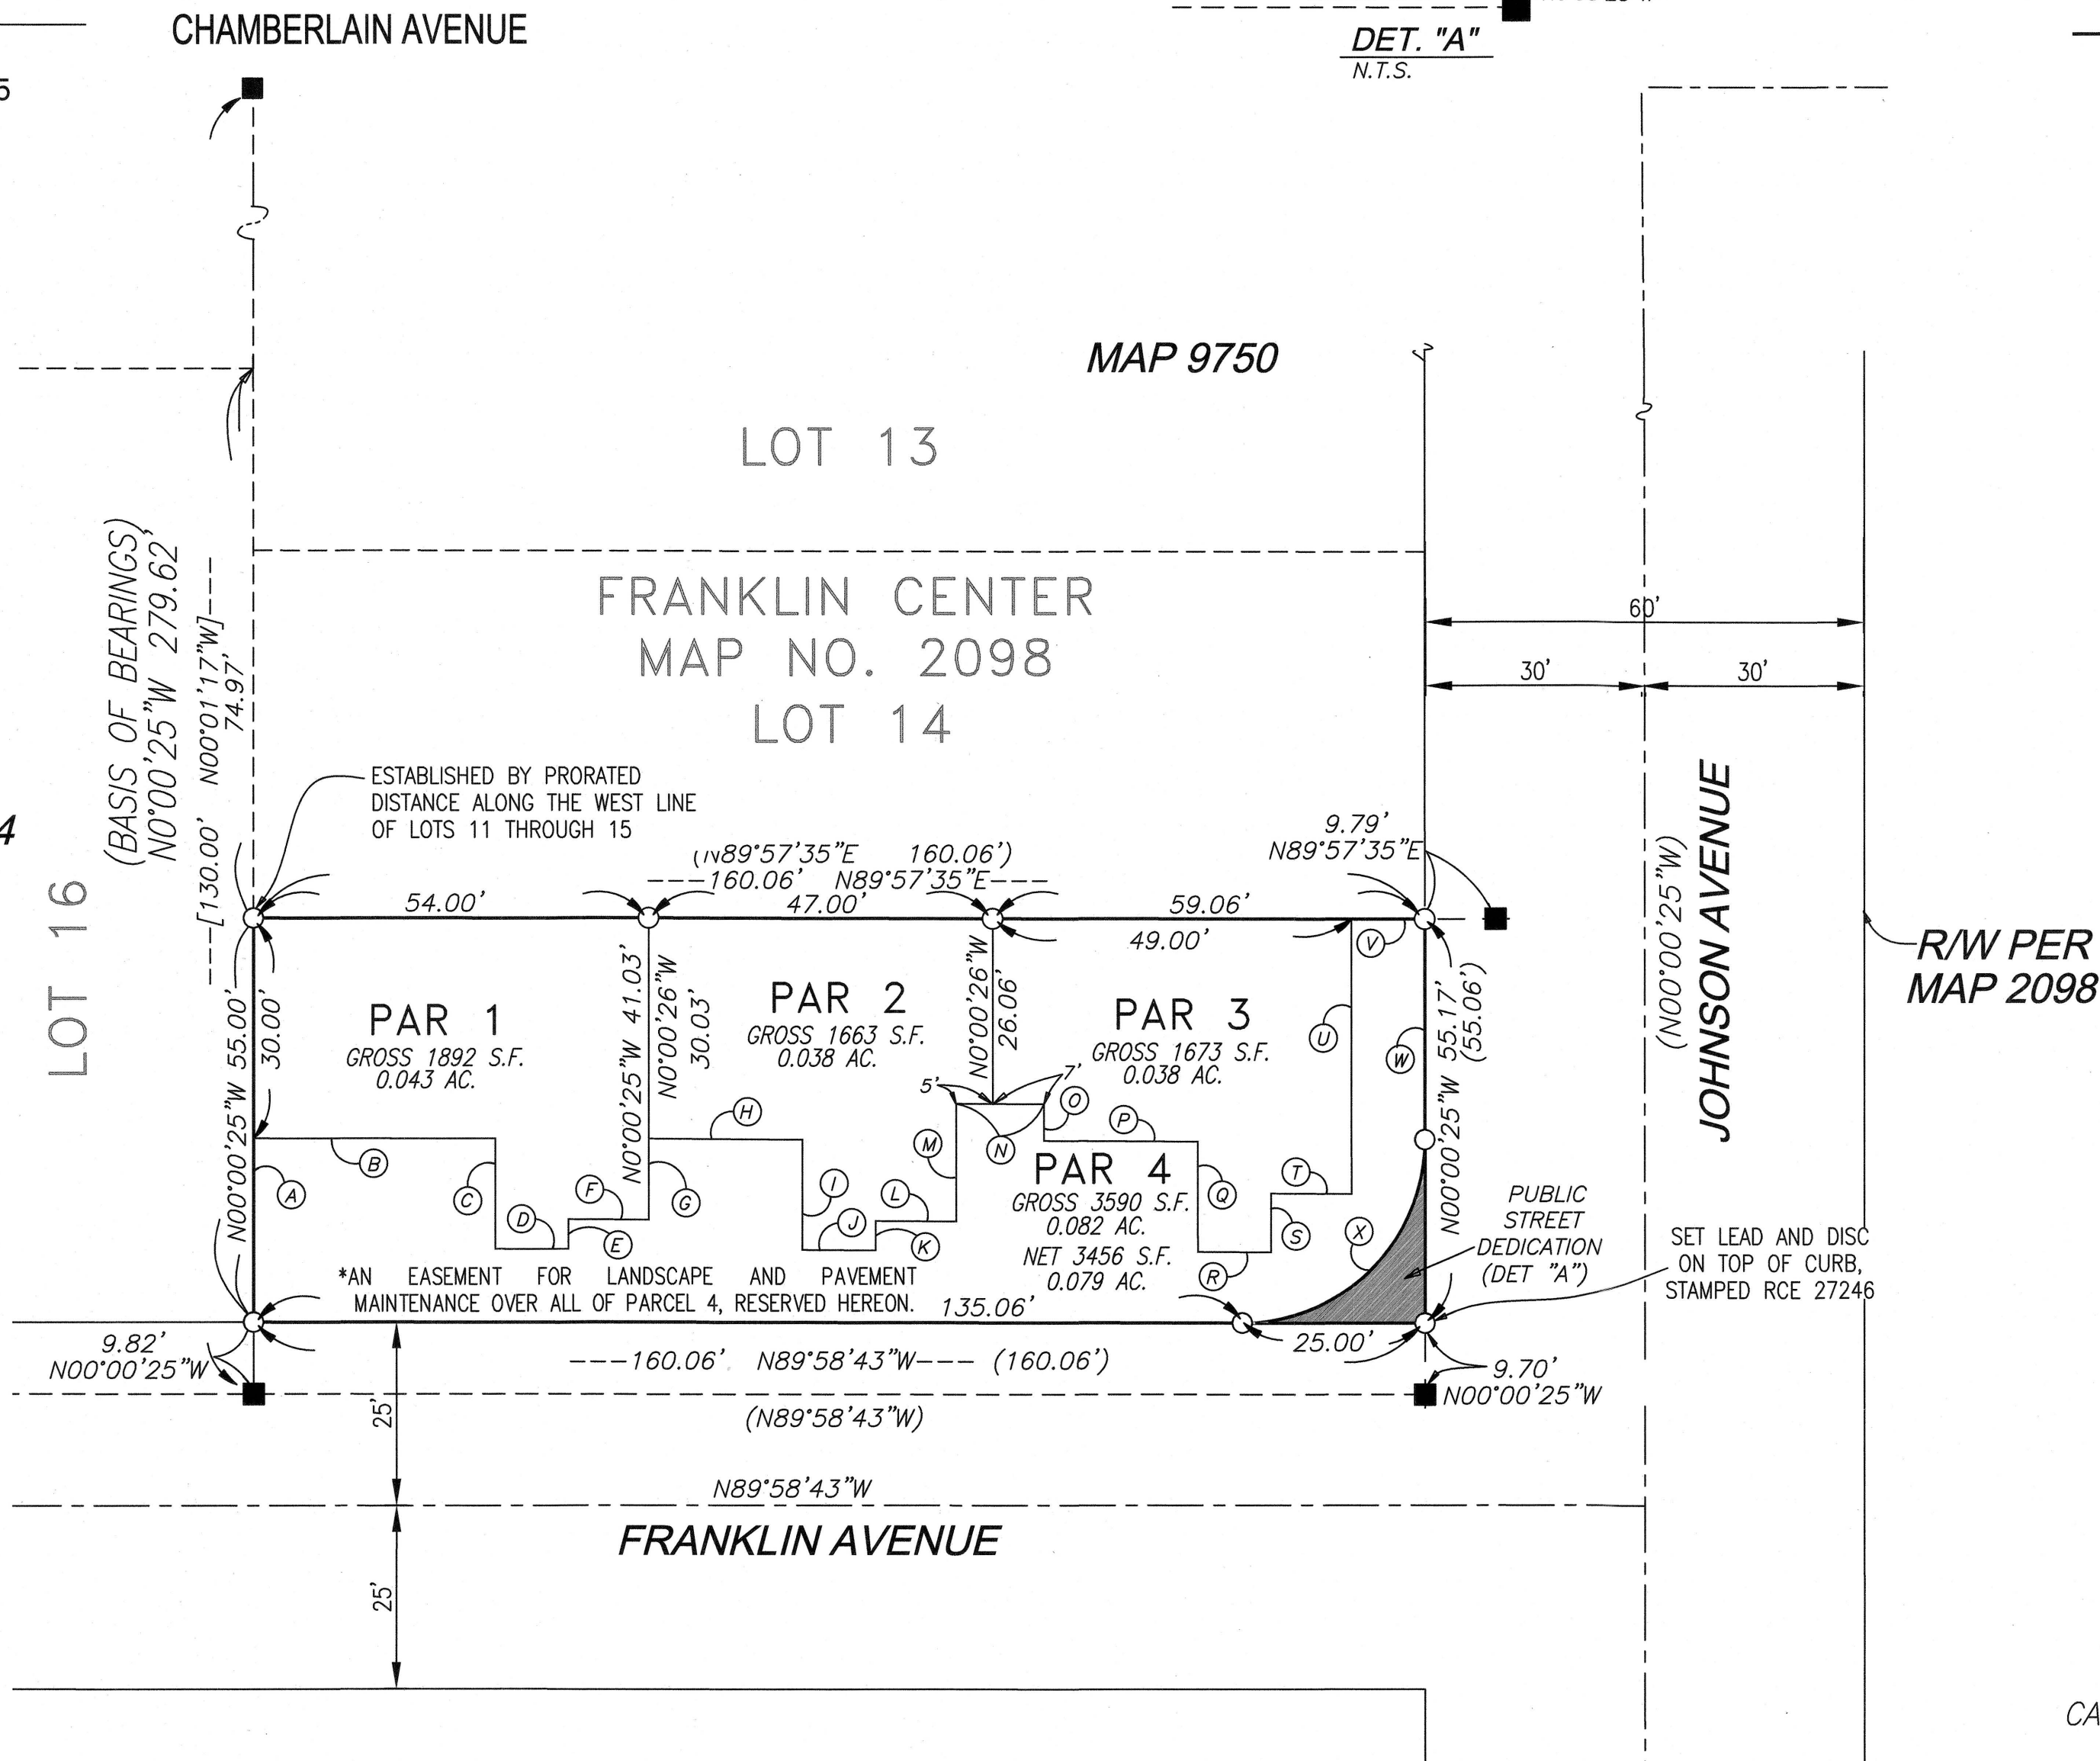 CHAMBERLAIN AVENUE
DET. "A"
N.T.S.
5
MAP 9750
LOT 13
FRANKLIN CENTER
MAP NO. 2098
LOT 14
60'
30'
30'
(BASIS OF BEARINGS)
N0°00'25"W 279.62'
---[130.00' N00°01'17"W]---
74.97'
ESTABLISHED BY PRORATED
DISTANCE ALONG THE WEST LINE
OF LOTS 11 THROUGH 15
4
LOT 16
(N89°57'35"E 160.06')
---160.06' N89°57'35"E---
9.79'
N89°57'35"E
54.00'
47.00'
59.06'
49.00'
V
N00°00'25"W 55.00'
30.00'
PAR 1
GROSS 1892 S.F.
0.043 AC.
N0°00'25"W 41.03'
N0°00'26"W
30.03'
PAR 2
GROSS 1663 S.F.
0.038 AC.
N0°00'26"W
26.06'
PAR 3
GROSS 1673 S.F.
0.038 AC.
U
W
N00°00'25"W 55.17'
(55.06')
(N00°00'25"W)
JOHNSON AVENUE
R/W PER
MAP 2098
5'
7'
A
B
C
D
E
F
G
H
I
J
K
L
M
N
O
P
Q
R
S
T
X
PAR 4
GROSS 3590 S.F.
0.082 AC.
NET 3456 S.F.
0.079 AC.
PUBLIC
STREET
DEDICATION
(DET "A")
SET LEAD AND DISC
ON TOP OF CURB,
STAMPED RCE 27246
*AN EASEMENT FOR LANDSCAPE AND PAVEMENT
MAINTENANCE OVER ALL OF PARCEL 4, RESERVED HEREON.
135.06'
25.00'
9.82'
N00°00'25"W
---160.06' N89°58'43"W--- (160.06')
9.70'
N00°00'25"W
(N89°58'43"W)
25'
N89°58'43"W
FRANKLIN AVENUE
25'
CA